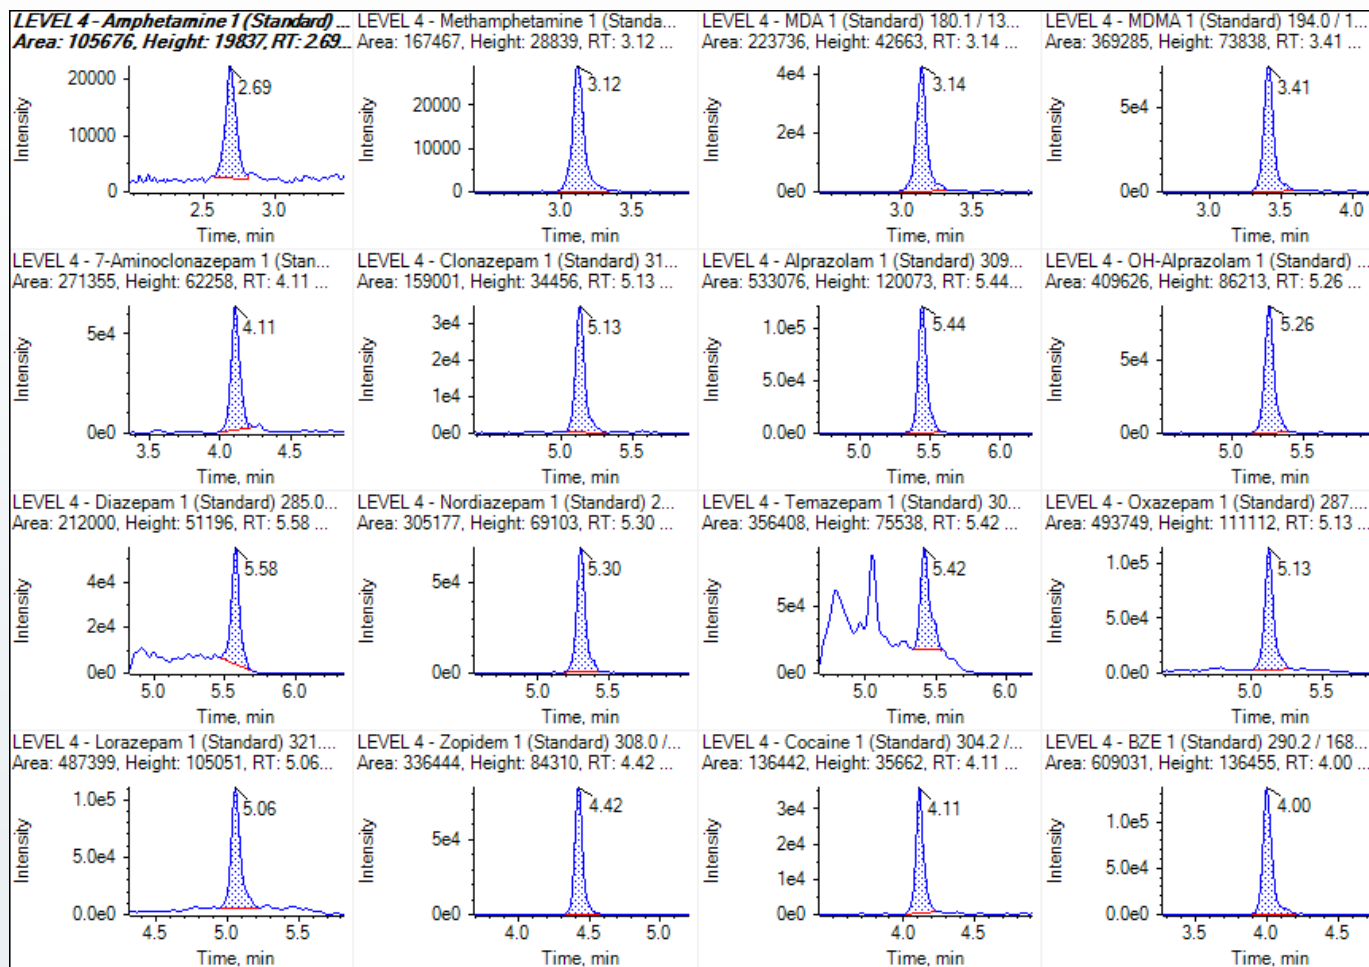 LEVEL 4 - Amphetamine 1 (Standard) ...
Area: 105676, Height: 19837, RT: 2.69...
20000
10000
0
2.69
Intensity
2.5 3.0
Time, min
LEVEL 4 - Methamphetamine 1 (Standa...
Area: 167467, Height: 28839, RT: 3.12 ...
20000
10000
0
3.12
Intensity
3.0 3.5
Time, min
LEVEL 4 - MDA 1 (Standard) 180.1 / 13...
Area: 223736, Height: 42663, RT: 3.14 ...
4e4
2e4
0e0
3.14
Intensity
3.0 3.5
Time, min
LEVEL 4 - MDMA 1 (Standard) 194.0 / 1...
Area: 369285, Height: 73838, RT: 3.41 ...
5e4
0e0
3.41
Intensity
3.0 3.5 4.0
Time, min
LEVEL 4 - 7-Aminoclonazepam 1 (Stan...
Area: 271355, Height: 62258, RT: 4.11 ...
5e4
0e0
4.11
Intensity
3.5 4.0 4.5
Time, min
LEVEL 4 - Clonazepam 1 (Standard) 31...
Area: 159001, Height: 34456, RT: 5.13 ...
3e4
2e4
1e4
0e0
5.13
Intensity
5.0 5.5
Time, min
LEVEL 4 - Alprazolam 1 (Standard) 309...
Area: 533076, Height: 120073, RT: 5.44...
1.0e5
5.0e4
0.0e0
5.44
Intensity
5.0 5.5 6.0
Time, min
LEVEL 4 - OH-Alprazolam 1 (Standard) ...
Area: 409626, Height: 86213, RT: 5.26 ...
5e4
0e0
5.26
Intensity
5.0 5.5
Time, min
LEVEL 4 - Diazepam 1 (Standard) 285.0...
Area: 212000, Height: 51196, RT: 5.58 ...
4e4
2e4
0e0
5.58
Intensity
5.0 5.5 6.0
Time, min
LEVEL 4 - Nordiazepam 1 (Standard) 2...
Area: 305177, Height: 69103, RT: 5.30 ...
5e4
0e0
5.30
Intensity
5.0 5.5 6.0
Time, min
LEVEL 4 - Temazepam 1 (Standard) 30...
Area: 356408, Height: 75538, RT: 5.42 ...
5e4
0e0
5.42
Intensity
5.0 5.5 6.0
Time, min
LEVEL 4 - Oxazepam 1 (Standard) 287....
Area: 493749, Height: 111112, RT: 5.13 ...
1.0e5
5.0e4
0.0e0
5.13
Intensity
5.0 5.5
Time, min
LEVEL 4 - Lorazepam 1 (Standard) 321....
Area: 487399, Height: 105051, RT: 5.06...
1.0e5
5.0e4
0.0e0
5.06
Intensity
4.5 5.0 5.5
Time, min
LEVEL 4 - Zopidem 1 (Standard) 308.0 /...
Area: 336444, Height: 84310, RT: 4.42 ...
5e4
0e0
4.42
Intensity
4.0 4.5 5.0
Time, min
LEVEL 4 - Cocaine 1 (Standard) 304.2 /...
Area: 136442, Height: 35662, RT: 4.11 ...
3e4
2e4
1e4
0e0
4.11
Intensity
4.0 4.5
Time, min
LEVEL 4 - BZE 1 (Standard) 290.2 / 168...
Area: 609031, Height: 136455, RT: 4.00 ...
1.0e5
5.0e4
0.0e0
4.00
Intensity
3.5 4.0 4.5
Time, min